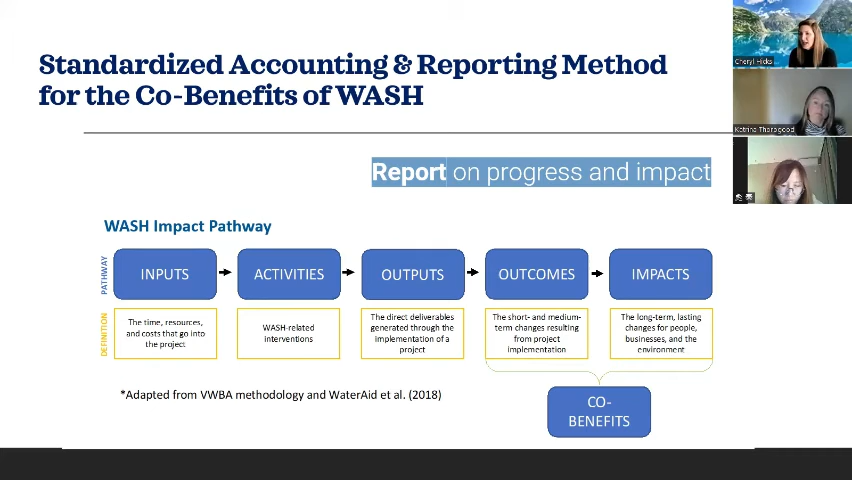 Standardized Accounting & Reporting Method
for the Co-Benefits of WASH
Cheryl Hicks
Katrina Thorogood
Report on progress and impact
WASH Impact Pathway
PATHWAY
INPUTS
ACTIVITIES
OUTPUTS
OUTCOMES
IMPACTS
DEFINITION
The time, resources,
and costs that go into
the project
WASH-related
interventions
The direct deliverables
generated through the
implementation of a
project
The short- and medium-
term changes resulting
from project
implementation
The long-term, lasting
changes for people,
businesses, and the
environment
*Adapted from VWBA methodology and WaterAid et al. (2018)
CO-
BENEFITS